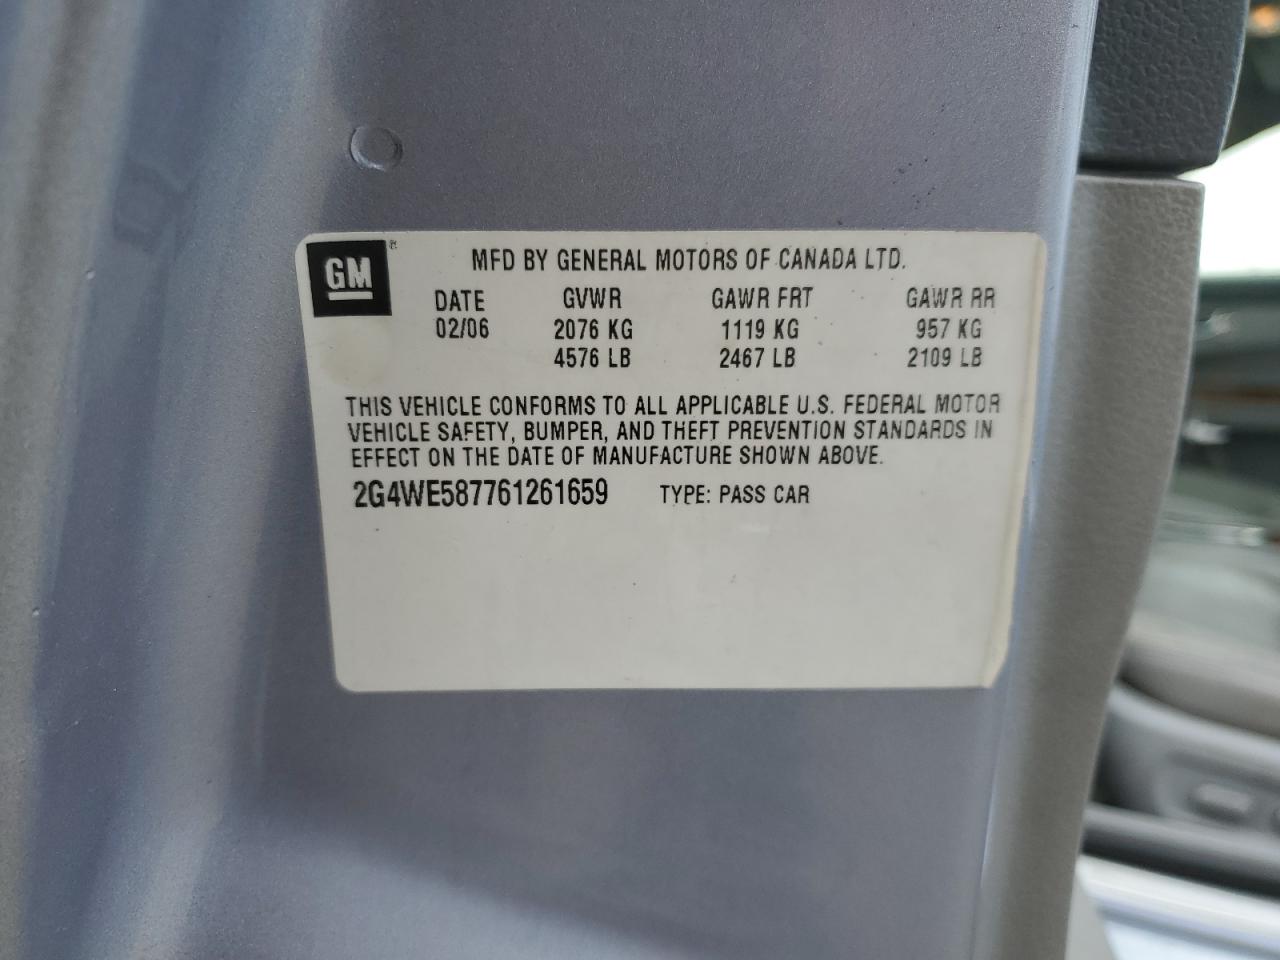 GM ®
MFD BY GENERAL MOTORS OF CANADA LTD.
DATE GVWR GAWR FRT GAWR RR
02/06 2076 KG 1119 KG 957 KG
4576 LB 2467 LB 2109 LB
THIS VEHICLE CONFORMS TO ALL APPLICABLE U.S. FEDERAL MOTOR
VEHICLE SAFETY, BUMPER, AND THEFT PREVENTION STANDARDS IN
EFFECT ON THE DATE OF MANUFACTURE SHOWN ABOVE.
2G4WE587761261659 TYPE: PASS CAR